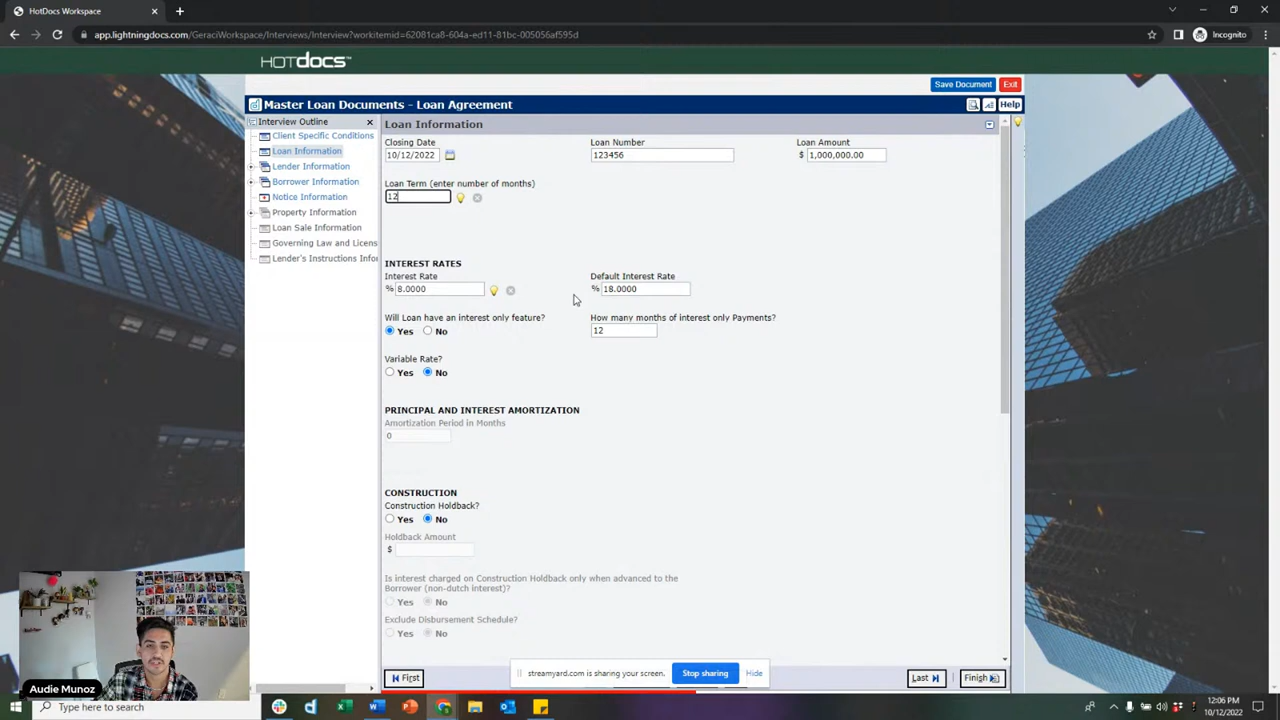 HotDocs Workspace
Incognito
app.lightningdocs.com/GeraciWorkspace/Interviews/Interview?workitemid=62081ca8-604a-ed11-81bc-005056af595d
HOTDOCS
Save Document
Exit
Master Loan Documents - Loan Agreement
Help
Interview Outline
Client Specific Conditions
Loan Information
Lender Information
Borrower Information
Notice Information
Property Information
Loan Sale Information
Governing Law and Licens
Lender's Instructions Infor
Loan Information
Closing Date
Loan Number
Loan Amount
10/12/2022
123456
$ 1,000,000.00
Loan Term (enter number of months)
12
INTEREST RATES
Interest Rate
Default Interest Rate
% 8.0000
% 18.0000
Will Loan have an interest only feature?
How many months of interest only Payments?
Yes No
12
Variable Rate?
Yes No
PRINCIPAL AND INTEREST AMORTIZATION
Amortization Period in Months
0
CONSTRUCTION
Construction Holdback?
Yes No
Holdback Amount
$
Is interest charged on Construction Holdback only when advanced to the
Borrower (non-dutch interest)?
Yes No
Exclude Disbursement Schedule?
Yes No
First
Last
Finish
streamyard.com is sharing your screen.
Stop sharing
Hide
Audie Munoz
Type here to search
12:06 PM
10/12/2022